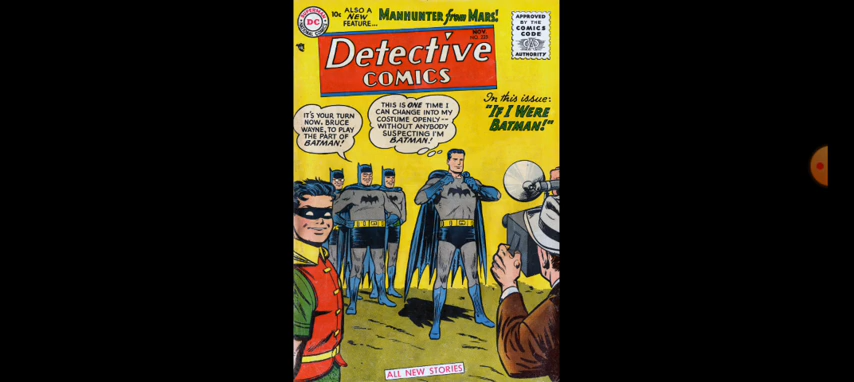 SUPERMAN
DC
NATIONAL COMICS
10¢
ALSO A
NEW
FEATURE...
MANHUNTER from MARS!
APPROVED
BY THE
COMICS
CODE
AUTHORITY
NOV.
NO. 225
Detective
COMICS
In this issue:
"IF I WERE
BATMAN!"
IT'S YOUR TURN
NOW, BRUCE
WAYNE, TO PLAY
THE PART OF
BATMAN!
THIS IS ONE TIME I
CAN CHANGE INTO MY
COSTUME OPENLY--
WITHOUT ANYBODY
SUSPECTING I'M
BATMAN!
ALL NEW STORIES